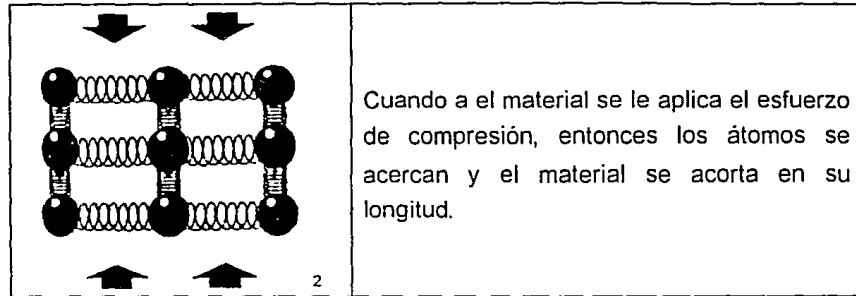 Cuando a el material se le aplica el esfuerzo
de compresión, entonces los átomos se
acercan y el material se acorta en su
longitud.
2